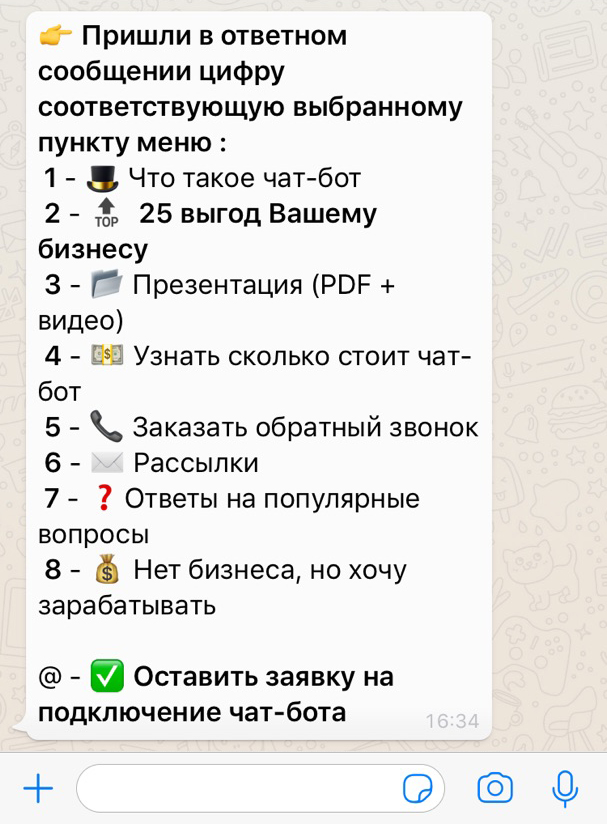 👉 Пришли в ответном
сообщении цифру
соответствующую выбранному
пункту меню :
1 - 🎩 Что такое чат-бот
2 - 🔝 25 выгод Вашему
бизнесу
3 - 📂 Презентация (PDF +
видео)
4 - 💵 Узнать сколько стоит чат-
бот
5 - 📞 Заказать обратный звонок
6 - ✉️ Рассылки
7 - ❓ Ответы на популярные
вопросы
8 - 💰 Нет бизнеса, но хочу
зарабатывать
@ - ✅ Оставить заявку на
подключение чат-бота
16:34